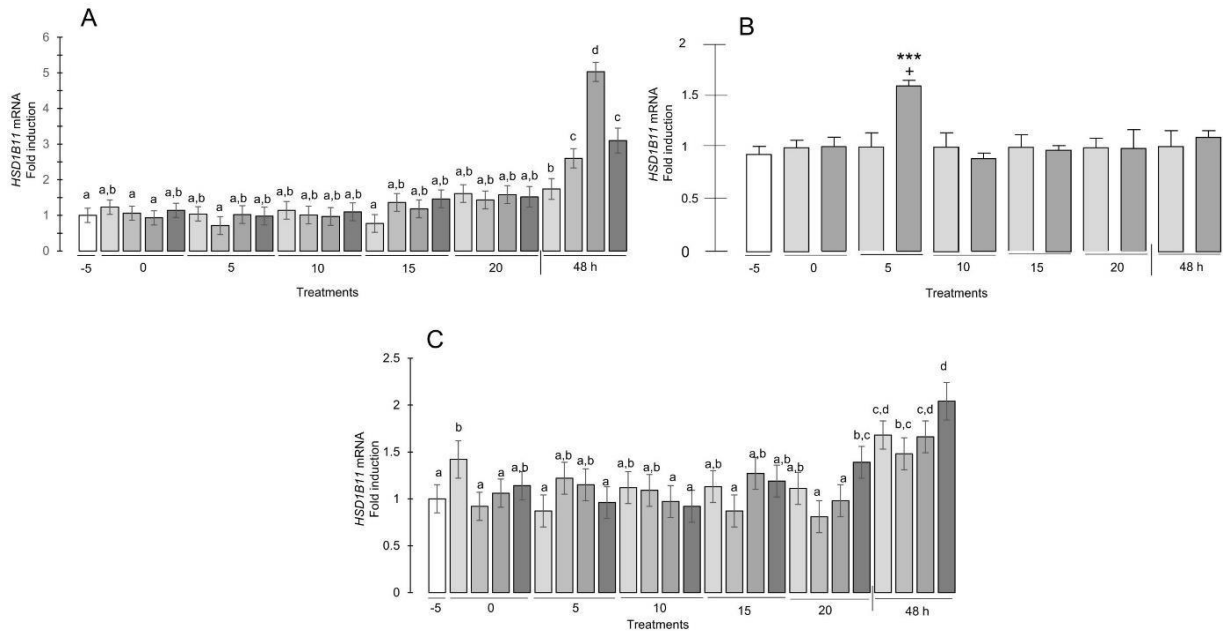 A
6
5
4
3
2
1
0
HSD1B11 mRNA
Fold induction
a a,b a a a,b a,b a a,b a,b a,b a,b a,b a,b a a,b a,b a,b a,b a,b a,b a,b b c d c
-5 0 5 10 15 20 48 h
Treatments
B
2
1.5
1
0.5
0
HSD1B11 mRNA
Fold induction
***
+
-5 0 5 10 15 20 48 h
Treatments
C
2.5
2
1.5
1
0.5
0
HSD1B11 mRNA
Fold induction
a b a a a,b a a,b a,b a a,b a,b a a a,b a a,b a,b a,b a a b,c c,d b,c c,d d
-5 0 5 10 15 20 48 h
Treatments